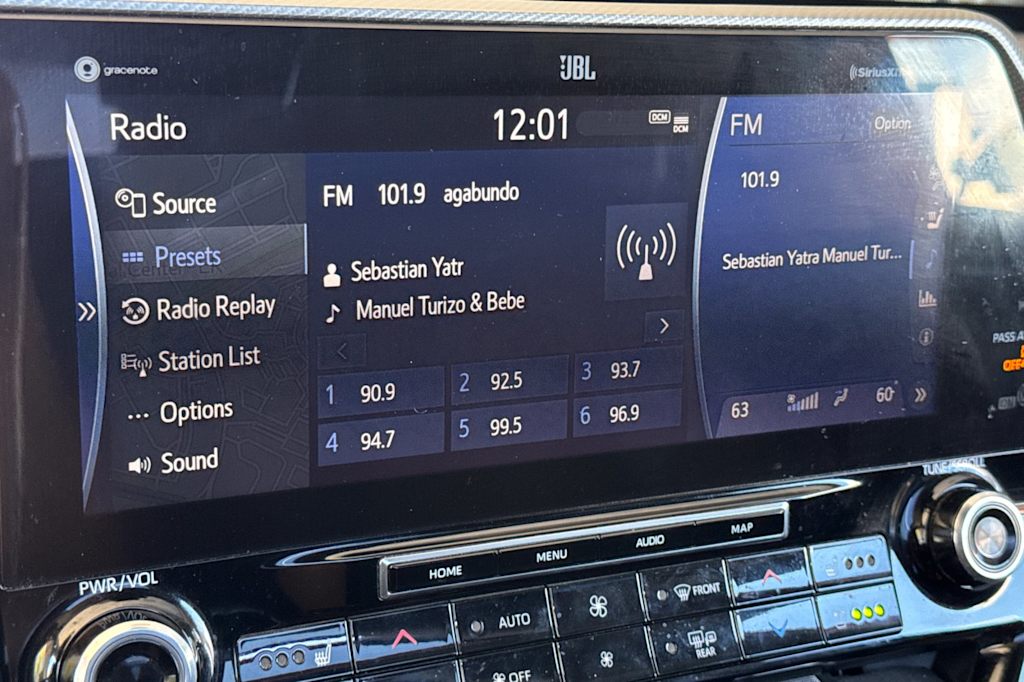 gracenote
JBL
SiriusXM
Radio
12:01
DCM
DCM
FM
Option
Source
Presets
Radio Replay
Station List
Options
Sound
FM 101.9 agabundo
Sebastian Yatr
Manuel Turizo & Bebe
1 90.9
2 92.5
3 93.7
4 94.7
5 99.5
6 96.9
101.9
Sebastian Yatra Manuel Tur...
63
60°
PASS A
OFF
PWR/VOL
HOME
MENU
AUDIO
MAP
TUNE/SCROLL
AUTO
FRONT
OFF
REAR